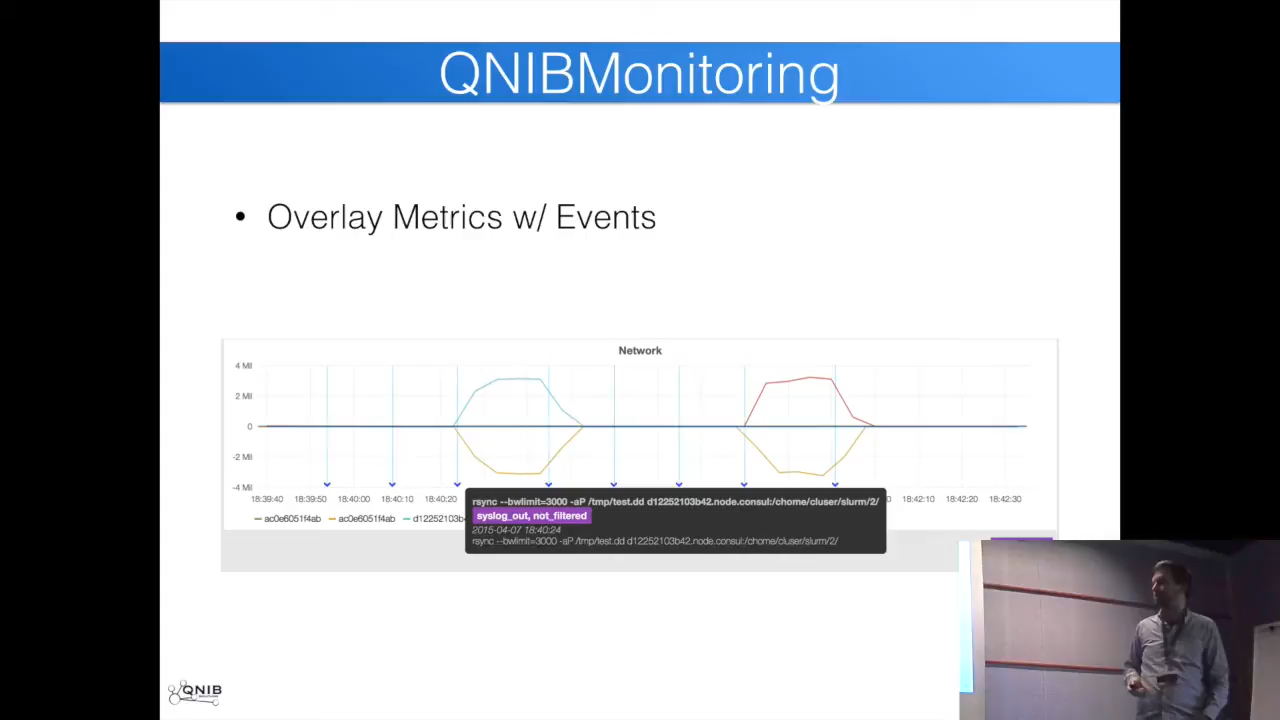 QNIBMonitoring
• Overlay Metrics w/ Events
Network
4 Mil
2 Mil
0
-2 Mil
-4 Mil
18:39:40 18:39:50 18:40:00 18:40:10 18:40:20 18:42:10 18:42:20 18:42:30
ac0e6051f4ab ac0e6051f4ab d12252103b
rsync --bwlimit=3000 -aP /tmp/test.dd d12252103b42.node.consul:/chome/cluser/slurm/2/
syslog_out, not_filtered
2015-04-07 18:40:24
rsync --bwlimit=3000 -aP /tmp/test.dd d12252103b42.node.consul:/chome/cluser/slurm/2/
QNIB
SOLUTIONS